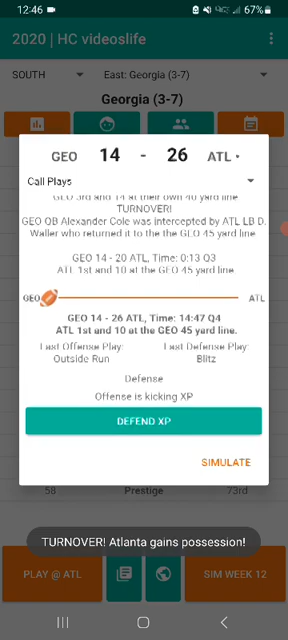 12:46 67%
2020 | HC videoslife
SOUTH East: Georgia (3-7)
Georgia (3-7)
GEO 14 - 26 ATL •
Call Plays
GEO 3rd and 14 at their own 40 yard line
TURNOVER!
GEO QB Alexander Cole was intercepted by ATL LB D.
Waller who returned it to the the GEO 45 yard line
GEO 14 - 20 ATL, Time: 0:13 Q3
ATL 1st and 10 at the GEO 45 yard line
GEO ATL
GEO 14 - 26 ATL, Time: 14:47 Q4
ATL 1st and 10 at the GEO 45 yard line.
Last Offense Play: Last Defense Play:
Outside Run Blitz
Defense
Offense is kicking XP
DEFEND XP
SIMULATE
58 Prestige 73rd
TURNOVER! Atlanta gains possession!
PLAY @ ATL SIM WEEK 12